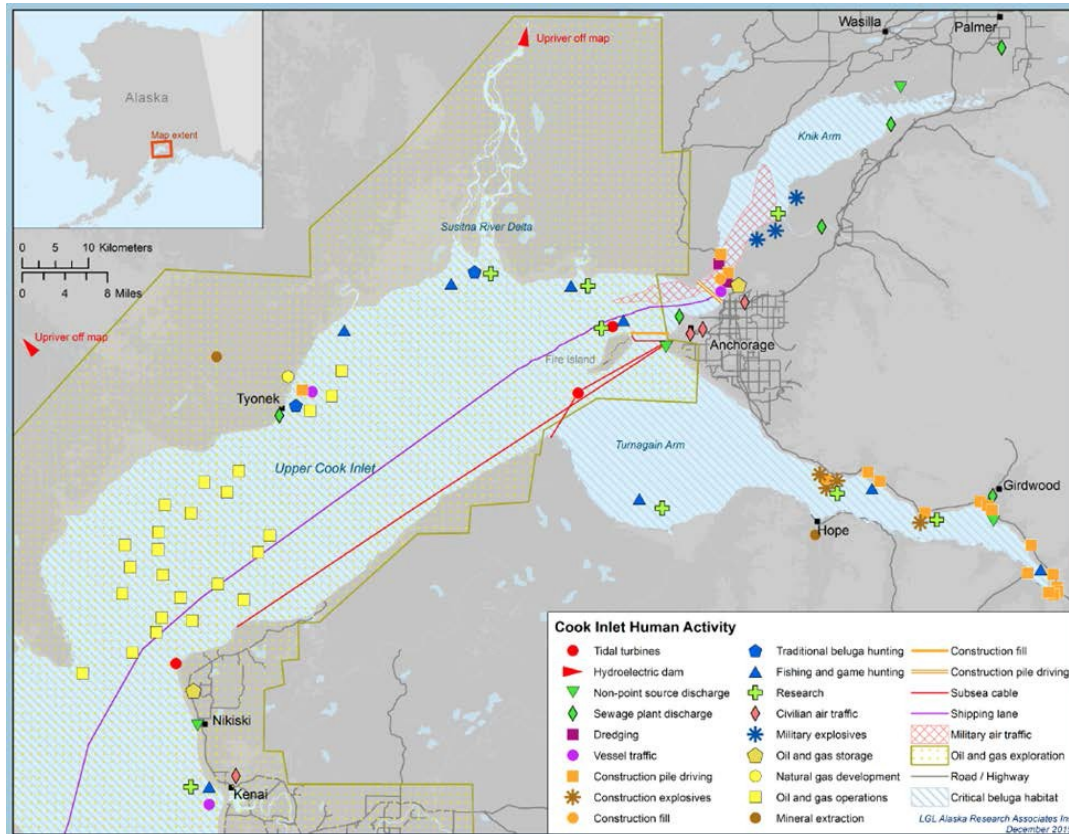 Alaska
Map extent
0 5 10 Kilometers
0 4 8 Miles
Upriver off map
Wasilla
Palmer
Knik Arm
Susitna River Delta
Upriver off map
Anchorage
Fire Island
Tyonek
Turnagain Arm
Upper Cook Inlet
Girdwood
Hope
Nikiski
Kenai
Cook Inlet Human Activity
Tidal turbines
Hydroelectric dam
Non-point source discharge
Sewage plant discharge
Dredging
Vessel traffic
Construction pile driving
Construction explosives
Construction fill
Traditional beluga hunting
Fishing and game hunting
Research
Civilian air traffic
Military explosives
Oil and gas storage
Natural gas development
Oil and gas operations
Mineral extraction
Construction fill
Construction pile driving
Subsea cable
Shipping lane
Military air traffic
Oil and gas exploration
Road / Highway
Critical beluga habitat
LGL Alaska Research Associates In
December 201